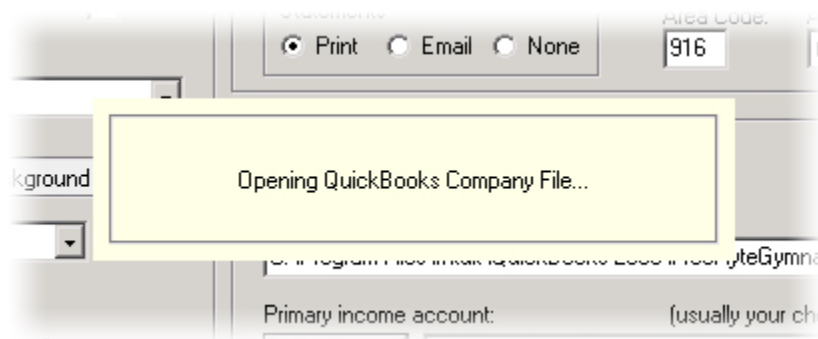 Statements
Area Code:
Print Email None
916
kground
Opening QuickBooks Company File...
Primary income account:
(usually your ch